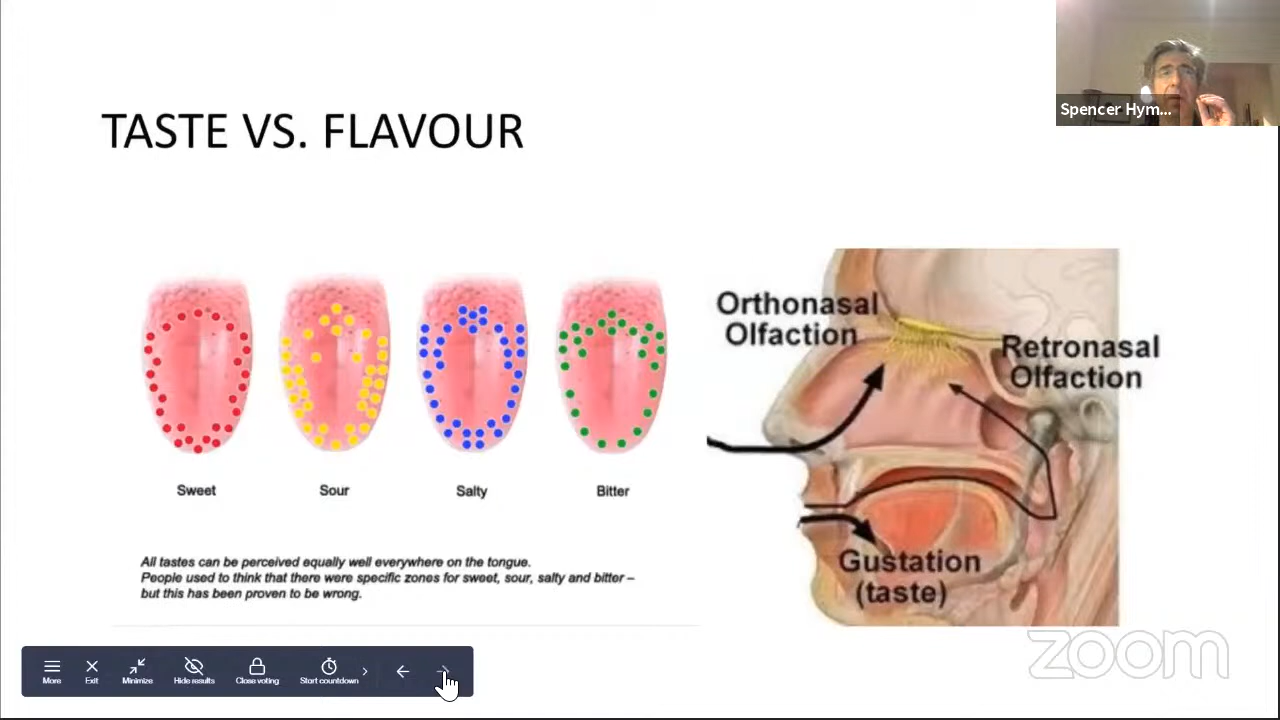 Spencer Hym...
TASTE VS. FLAVOUR
Orthonasal
Olfaction
Retronasal
Olfaction
Gustation
(taste)
Sweet
Sour
Salty
Bitter
All tastes can be perceived equally well everywhere on the tongue.
People used to think that there were specific zones for sweet, sour, salty and bitter –
but this has been proven to be wrong.
zoom
More
Exit
Minimize
Hide results
Close voting
Start countdown